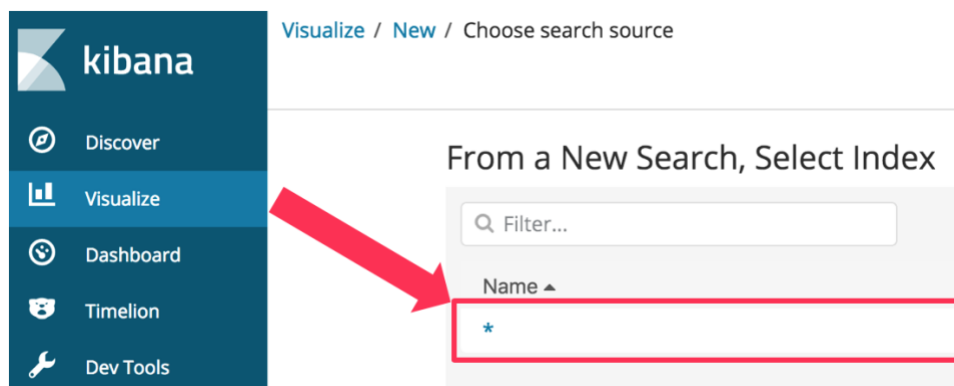 kibana
Discover
Visualize
Dashboard
Timelion
Dev Tools
Visualize / New / Choose search source
From a New Search, Select Index
Filter...
Name
*